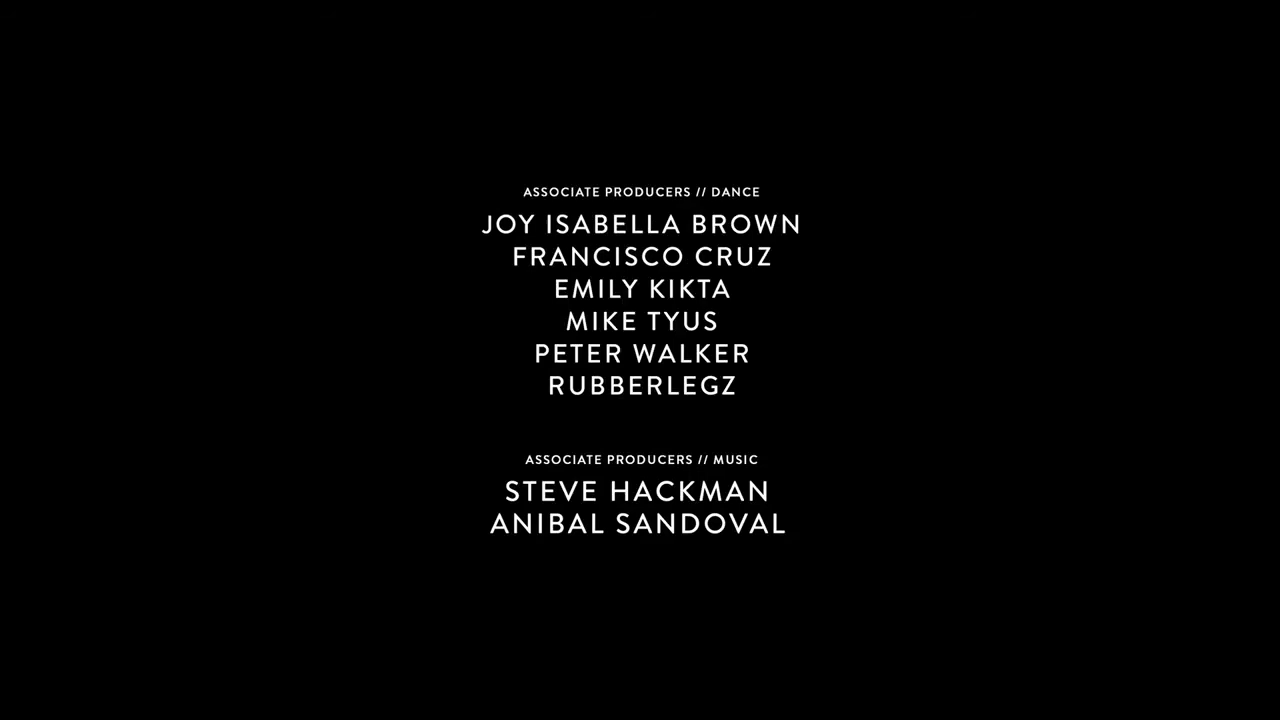 ASSOCIATE PRODUCERS // DANCE
JOY ISABELLA BROWN
FRANCISCO CRUZ
EMILY KIKTA
MIKE TYUS
PETER WALKER
RUBBERLEGZ
ASSOCIATE PRODUCERS // MUSIC
STEVE HACKMAN
ANIBAL SANDOVAL